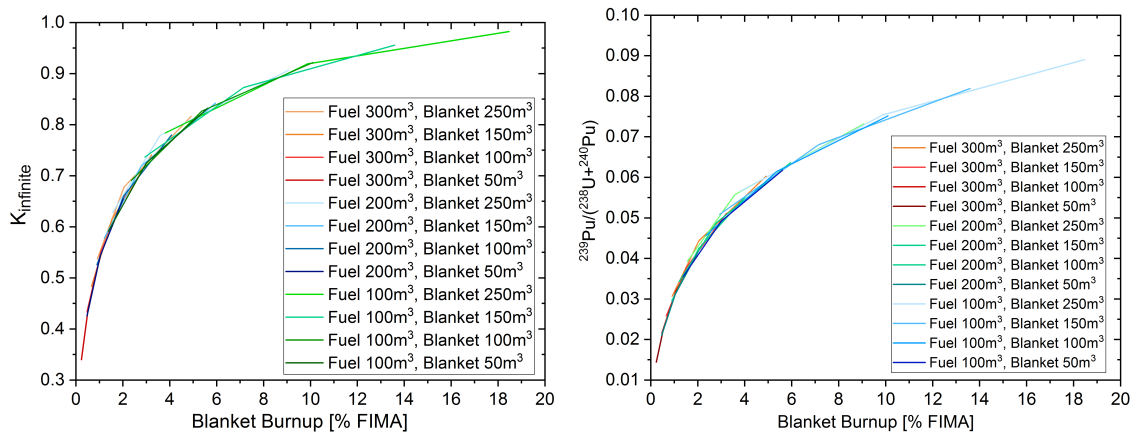 1.0
0.9
0.8
0.7
0.6
0.5
0.4
0.3
K_infinite
0 2 4 6 8 10 12 14 16 18 20
Blanket Burnup [% FIMA]
Fuel 300m³, Blanket 250m³
Fuel 300m³, Blanket 150m³
Fuel 300m³, Blanket 100m³
Fuel 300m³, Blanket 50m³
Fuel 200m³, Blanket 250m³
Fuel 200m³, Blanket 150m³
Fuel 200m³, Blanket 100m³
Fuel 200m³, Blanket 50m³
Fuel 100m³, Blanket 250m³
Fuel 100m³, Blanket 150m³
Fuel 100m³, Blanket 100m³
Fuel 100m³, Blanket 50m³
0.10
0.09
0.08
0.07
0.06
0.05
0.04
0.03
0.02
0.01
²³⁹Pu/(²³⁸U+²⁴⁰Pu)
0 2 4 6 8 10 12 14 16 18 20
Blanket Burnup [% FIMA]
Fuel 300m³, Blanket 250m³
Fuel 300m³, Blanket 150m³
Fuel 300m³, Blanket 100m³
Fuel 300m³, Blanket 50m³
Fuel 200m³, Blanket 250m³
Fuel 200m³, Blanket 150m³
Fuel 200m³, Blanket 100m³
Fuel 200m³, Blanket 50m³
Fuel 100m³, Blanket 250m³
Fuel 100m³, Blanket 150m³
Fuel 100m³, Blanket 100m³
Fuel 100m³, Blanket 50m³